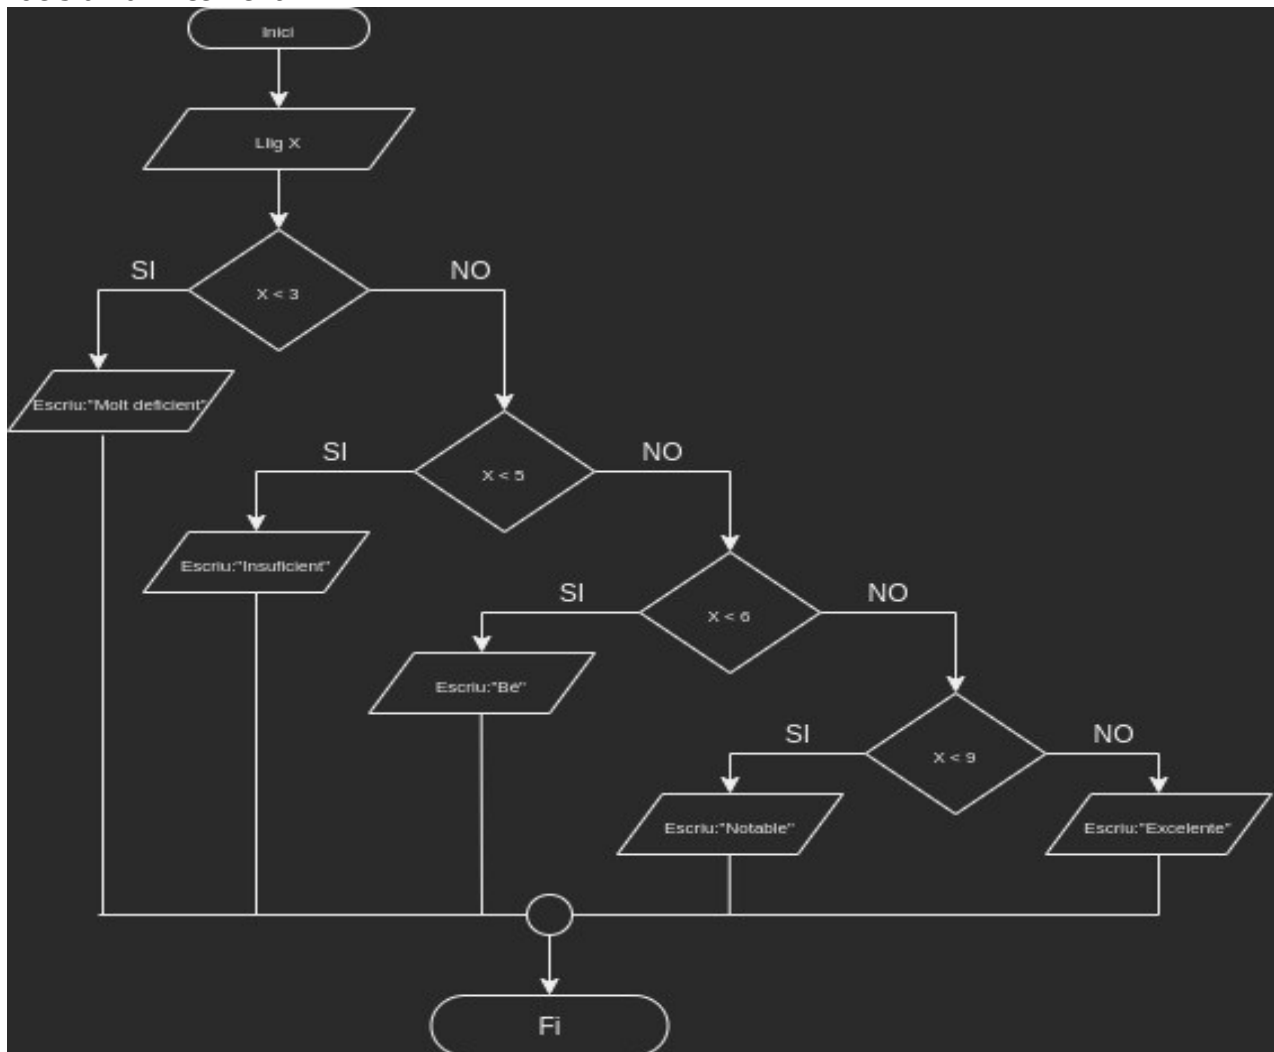 Inici
Llig X
SI
NO
X < 3
Escriu:"Molt deficient"
SI
NO
X < 5
Escriu:"Insuficient"
SI
NO
X < 6
Escriu:"Bé"
SI
NO
X < 9
Escriu:"Notable"
Escriu:"Excelente"
Fi